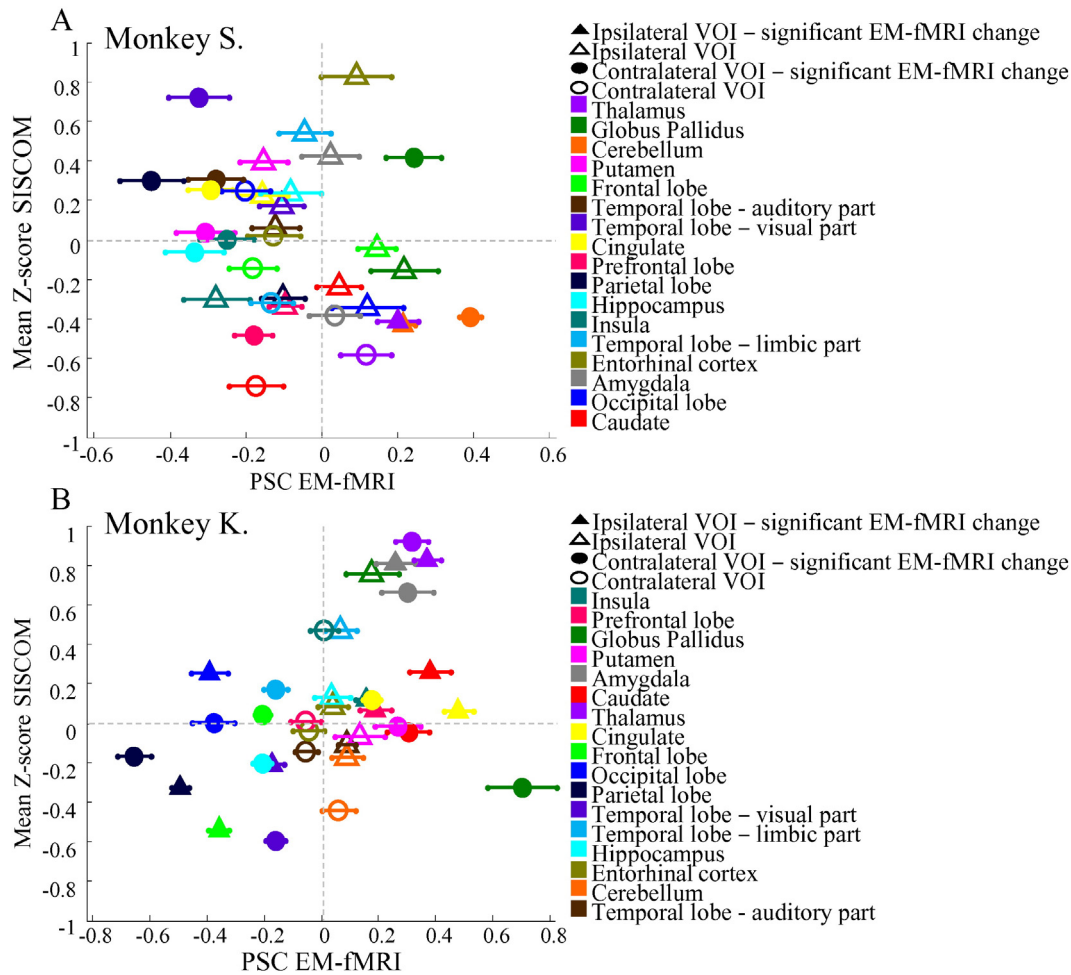 A
Monkey S.
Mean Z-score SISCOM
1
0.8
0.6
0.4
0.2
0
-0.2
-0.4
-0.6
-0.8
-1
-0.6
-0.4
-0.2
0
0.2
0.4
0.6
PSC EM-fMRI
Ipsilateral VOI – significant EM-fMRI change
Ipsilateral VOI
Contralateral VOI – significant EM-fMRI change
Contralateral VOI
Thalamus
Globus Pallidus
Cerebellum
Putamen
Frontal lobe
Temporal lobe - auditory part
Temporal lobe - visual part
Cingulate
Prefrontal lobe
Parietal lobe
Hippocampus
Insula
Temporal lobe – limbic part
Entorhinal cortex
Amygdala
Occipital lobe
Caudate
B
Monkey K.
Mean Z-score SISCOM
1
0.8
0.6
0.4
0.2
0
-0.2
-0.4
-0.6
-0.8
-1
-0.8
-0.6
-0.4
-0.2
0
0.2
0.4
0.6
0.8
PSC EM-fMRI
Ipsilateral VOI – significant EM-fMRI change
Ipsilateral VOI
Contralateral VOI – significant EM-fMRI change
Contralateral VOI
Insula
Prefrontal lobe
Globus Pallidus
Putamen
Amygdala
Caudate
Thalamus
Cingulate
Frontal lobe
Occipital lobe
Parietal lobe
Temporal lobe – visual part
Temporal lobe – limbic part
Hippocampus
Entorhinal cortex
Cerebellum
Temporal lobe - auditory part